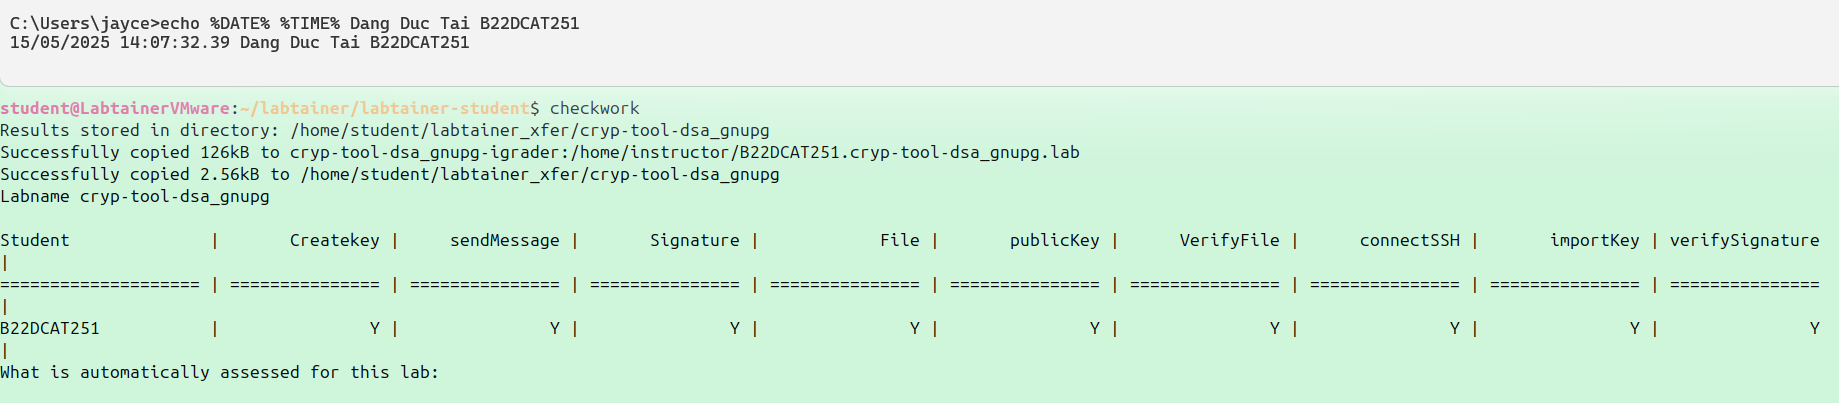 C:\Users\jayce>echo %DATE% %TIME% Dang Duc Tai B22DCAT251
15/05/2025 14:07:32.39 Dang Duc Tai B22DCAT251
student@LabtainerVMware:~/labtainer/labtainer-student$ checkwork
Results stored in directory: /home/student/labtainer_xfer/cryp-tool-dsa_gnupg
Successfully copied 126kB to cryp-tool-dsa_gnupg-igrader:/home/instructor/B22DCAT251.cryp-tool-dsa_gnupg.lab
Successfully copied 2.56kB to /home/student/labtainer_xfer/cryp-tool-dsa_gnupg
Labname cryp-tool-dsa_gnupg
Student              |       Createkey |     sendMessage |       Signature |            File |       publicKey |      VerifyFile |      connectSSH |       importKey | verifySignature
|
==================== | =============== | =============== | =============== | =============== | =============== | =============== | =============== | =============== | ===============
|
B22DCAT251           |               Y |               Y |               Y |               Y |               Y |               Y |               Y |               Y |               Y
|
What is automatically assessed for this lab: